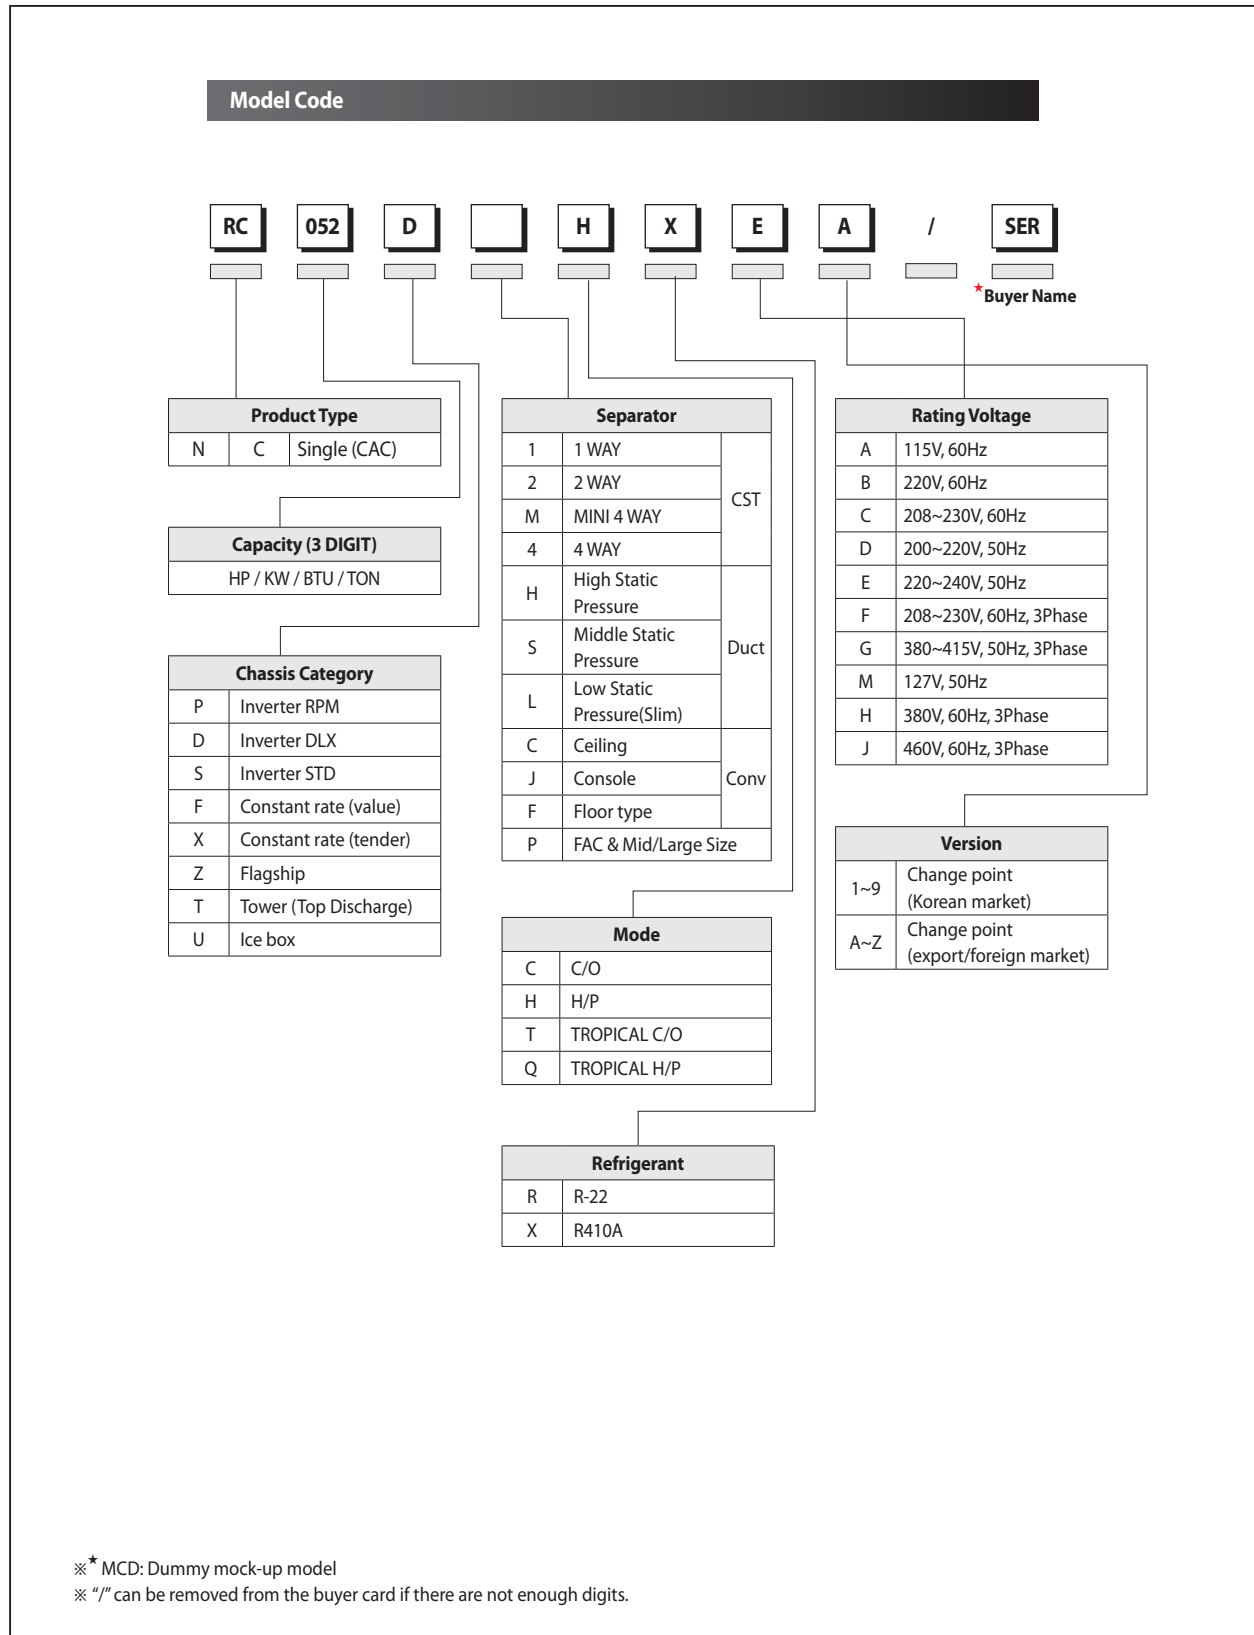 Model Code
RC 052 D H X E A / SER
★Buyer Name
Product Type
N C Single (CAC)
Capacity (3 DIGIT)
HP / KW / BTU / TON
Chassis Category
P Inverter RPM
D Inverter DLX
S Inverter STD
F Constant rate (value)
X Constant rate (tender)
Z Flagship
T Tower (Top Discharge)
U Ice box
Separator
1 1 WAY
2 2 WAY
M MINI 4 WAY
4 4 WAY
CST
H High Static
Pressure
S Middle Static
Pressure
L Low Static
Pressure(Slim)
Duct
C Ceiling
J Console
F Floor type
Conv
P FAC & Mid/Large Size
Mode
C C/O
H H/P
T TROPICAL C/O
Q TROPICAL H/P
Refrigerant
R R-22
X R410A
Rating Voltage
A 115V, 60Hz
B 220V, 60Hz
C 208~230V, 60Hz
D 200~220V, 50Hz
E 220~240V, 50Hz
F 208~230V, 60Hz, 3Phase
G 380~415V, 50Hz, 3Phase
M 127V, 50Hz
H 380V, 60Hz, 3Phase
J 460V, 60Hz, 3Phase
Version
1~9 Change point
(Korean market)
A~Z Change point
(export/foreign market)
※★ MCD: Dummy mock-up model
※ “/” can be removed from the buyer card if there are not enough digits.